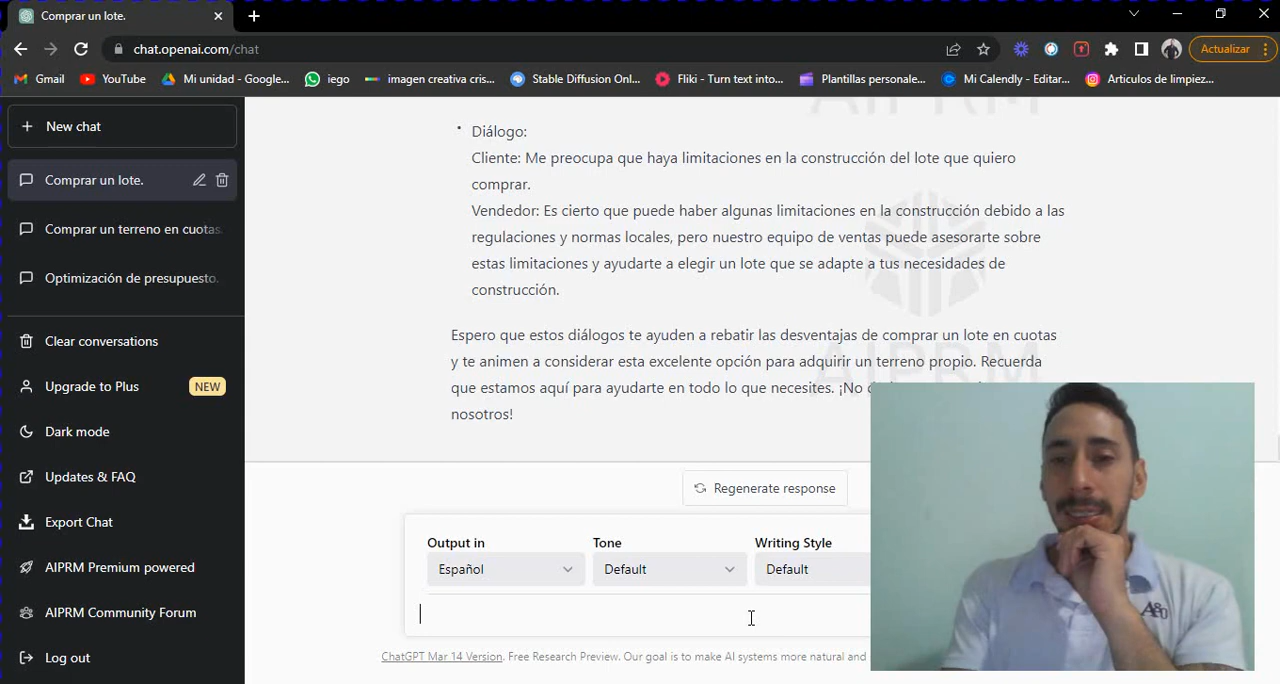 Comprar un lote.
chat.openai.com/chat
Actualizar
Gmail
YouTube
Mi unidad - Google...
iego
imagen creativa cris...
Stable Diffusion Onl...
Fliki - Turn text into...
Plantillas personale...
Mi Calendly - Editar...
Articulos de limpiez...
New chat
Comprar un lote.
Comprar un terreno en cuotas.
Optimización de presupuesto.
Clear conversations
Upgrade to Plus
NEW
Dark mode
Updates & FAQ
Export Chat
AIPRM Premium powered
AIPRM Community Forum
Log out
AIPRM
• Diálogo:
Cliente: Me preocupa que haya limitaciones en la construcción del lote que quiero
comprar.
Vendedor: Es cierto que puede haber algunas limitaciones en la construcción debido a las
regulaciones y normas locales, pero nuestro equipo de ventas puede asesorarte sobre
estas limitaciones y ayudarte a elegir un lote que se adapte a tus necesidades de
construcción.
Espero que estos diálogos te ayuden a rebatir las desventajas de comprar un lote en cuotas
y te animen a considerar esta excelente opción para adquirir un terreno propio. Recuerda
que estamos aquí para ayudarte en todo lo que necesites. ¡No
nosotros!
AIPRM
Regenerate response
Output in
Tone
Writing Style
Español
Default
Default
ChatGPT Mar 14 Version. Free Research Preview. Our goal is to make AI systems more natural and